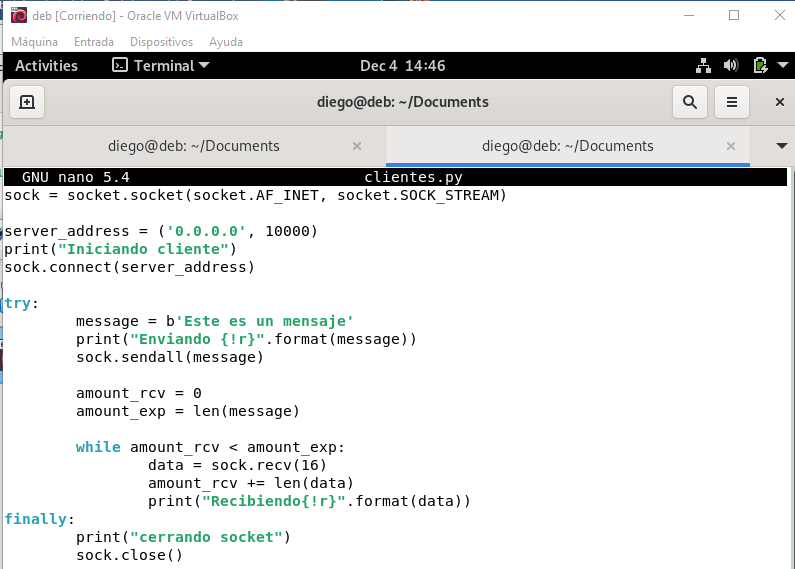 deb [Corriendo] - Oracle VM VirtualBox
Máquina Entrada Dispositivos Ayuda
Activities Terminal Dec 4 14:46
diego@deb: ~/Documents
diego@deb: ~/Documents × diego@deb: ~/Documents ×
GNU nano 5.4 clientes.py
sock = socket.socket(socket.AF_INET, socket.SOCK_STREAM)
server_address = ('0.0.0.0', 10000)
print("Iniciando cliente")
sock.connect(server_address)
try:
message = b'Este es un mensaje'
print("Enviando {!r}".format(message))
sock.sendall(message)
amount_rcv = 0
amount_exp = len(message)
while amount_rcv < amount_exp:
data = sock.recv(16)
amount_rcv += len(data)
print("Recibiendo{!r}".format(data))
finally:
print("cerrando socket")
sock.close()